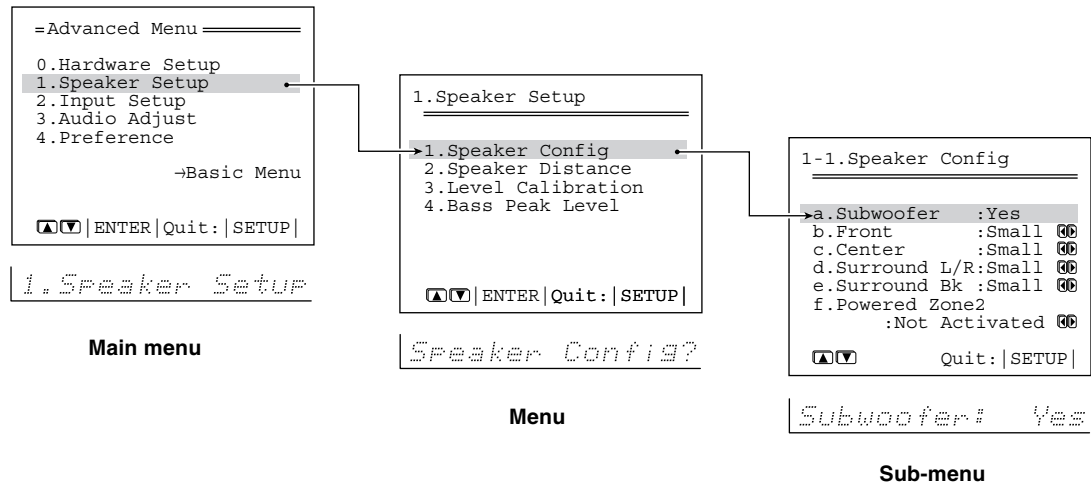 =Advanced Menu
0.Hardware Setup
1.Speaker Setup
2.Input Setup
3.Audio Adjust
4.Preference
→Basic Menu
▲▼|ENTER|Quit:|SETUP|
1.Speaker Setup
Main menu
1.Speaker Setup
1.Speaker Config
2.Speaker Distance
3.Level Calibration
4.Bass Peak Level
▲▼|ENTER|Quit:|SETUP|
Speaker Config?
Menu
1-1.Speaker Config
a.Subwoofer :Yes
b.Front :Small ◀▶
c.Center :Small ◀▶
d.Surround L/R:Small ◀▶
e.Surround Bk :Small ◀▶
f.Powered Zone2
:Not Activated ◀▶
▲▼ Quit:|SETUP|
Subwoofer: Yes
Sub-menu